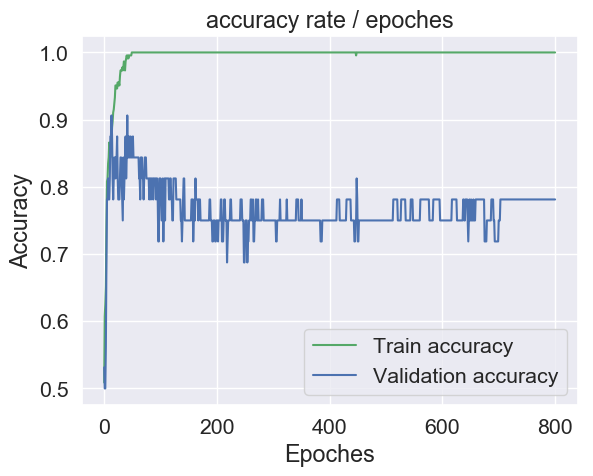 accuracy rate / epoches
1.0
0.9
0.8
0.7
0.6
0.5
Accuracy
Train accuracy
Validation accuracy
0 200 400 600 800
Epoches